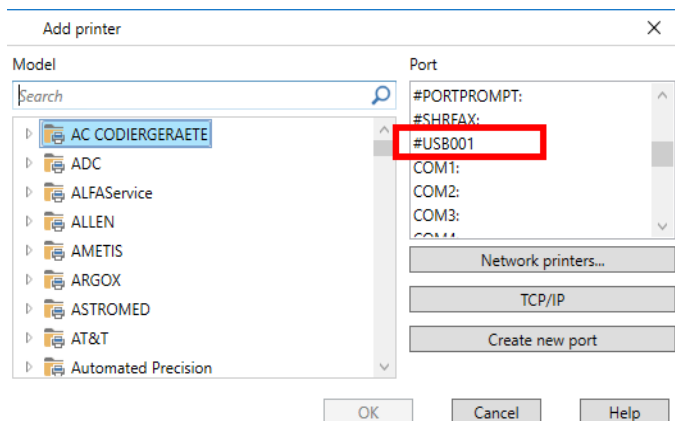 Add printer
Model
Search
AC CODIERGERAETE
ADC
ALFAService
ALLEN
AMETIS
ARGOX
ASTROMED
AT&T
Automated Precision
Port
#PORTPROMPT:
#SHRFAX:
#USB001
COM1:
COM2:
COM3:
Network printers...
TCP/IP
Create new port
OK
Cancel
Help